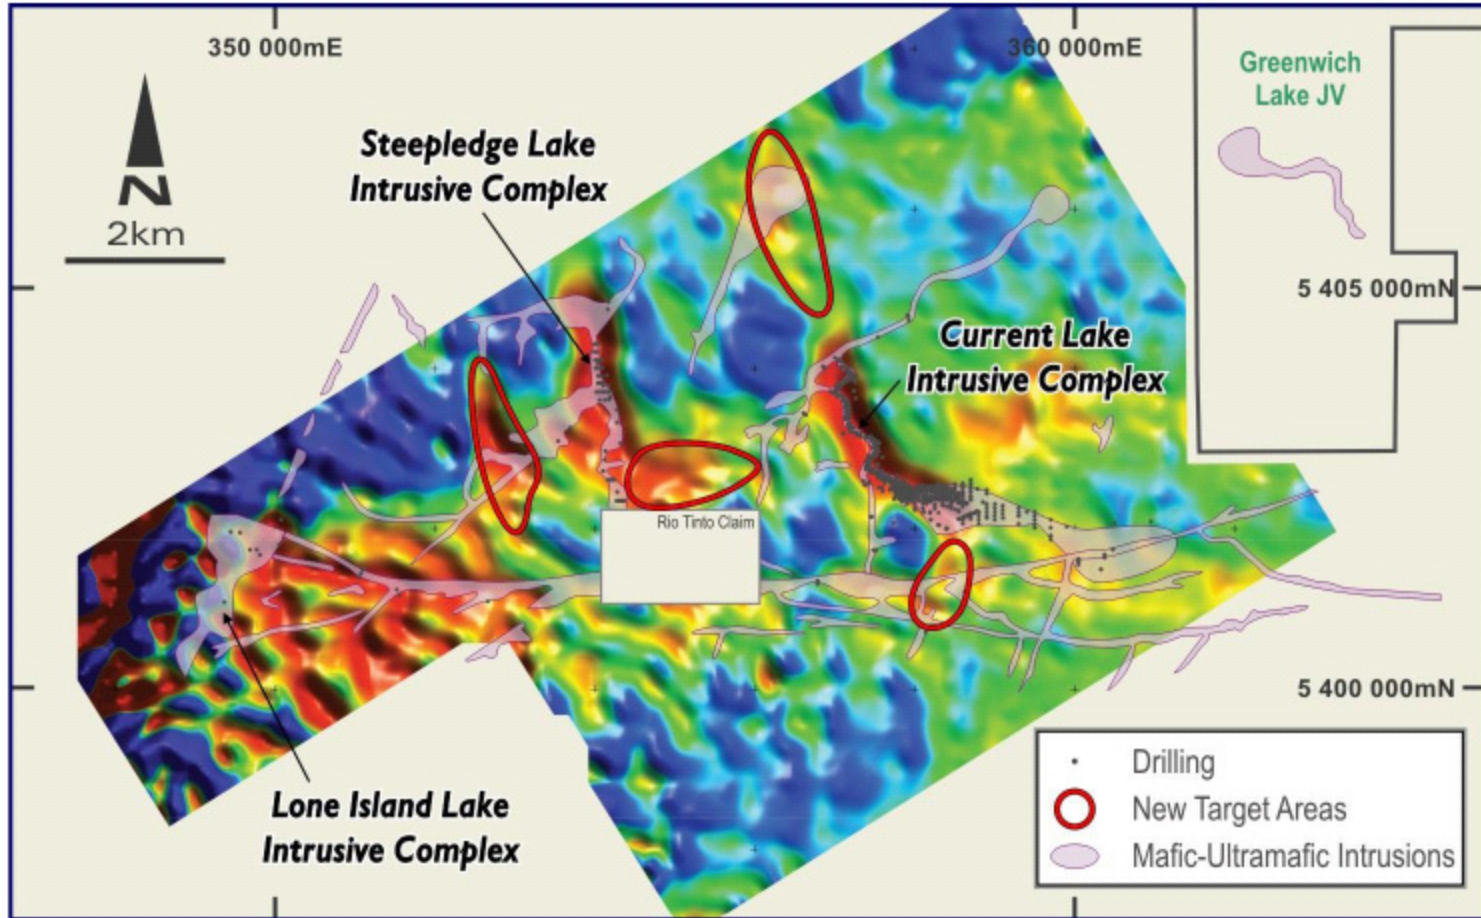 350 000mE
360 000mE
Greenwich
Lake JV
Steepledge Lake
Intrusive Complex
N
2km
5 405 000mN
Current Lake
Intrusive Complex
Rio Tinto Claim
5 400 000mN
Lone Island Lake
Intrusive Complex
Drilling
New Target Areas
Mafic-Ultramafic Intrusions